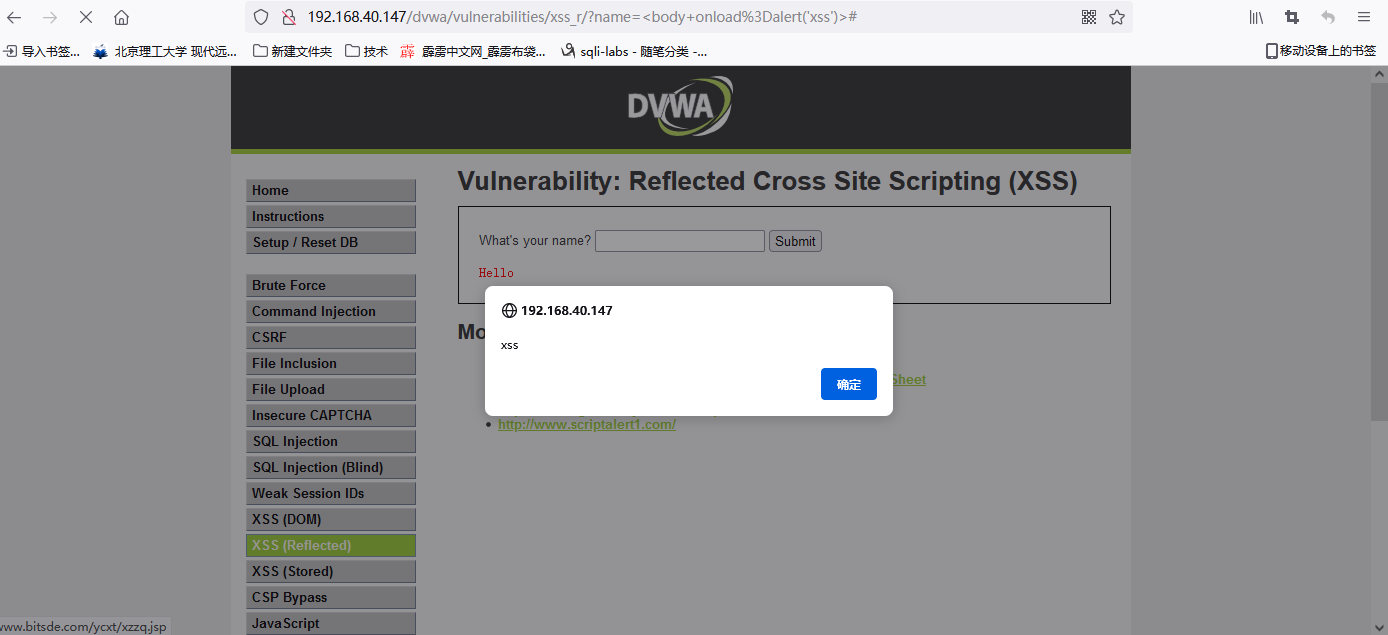 192.168.40.147/dvwa/vulnerabilities/xss_r/?name=<body+onload%3Dalert('xss')>#
导入书签... 北京理工大学 现代远... 新建文件夹 技术 霹雳中文网_霹雳布袋... sqli-labs - 随笔分类 -... 移动设备上的书签
DVWA
Vulnerability: Reflected Cross Site Scripting (XSS)
Home
Instructions
Setup / Reset DB
Brute Force
Command Injection
CSRF
File Inclusion
File Upload
Insecure CAPTCHA
SQL Injection
SQL Injection (Blind)
Weak Session IDs
XSS (DOM)
XSS (Reflected)
XSS (Stored)
CSP Bypass
JavaScript
What's your name? Submit
Hello
192.168.40.147
xss
确定
Mo
Sheet
http://www.scriptalert1.com/
www.bitsde.com/ycxt/xzzq.jsp